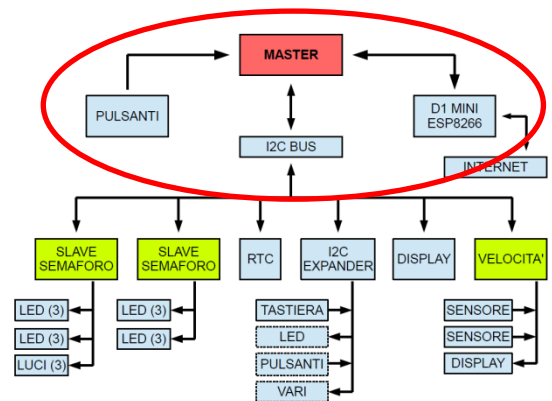 MASTER
PULSANTI
D1 MINI
ESP8266
I2C BUS
INTERNET
SLAVE
SEMAFORO
SLAVE
SEMAFORO
RTC
I2C
EXPANDER
DISPLAY
VELOCITA'
LED (3)
LED (3)
TASTIERA
SENSORE
LED (3)
LED (3)
LED
SENSORE
LUCI (3)
PULSANTI
DISPLAY
VARI